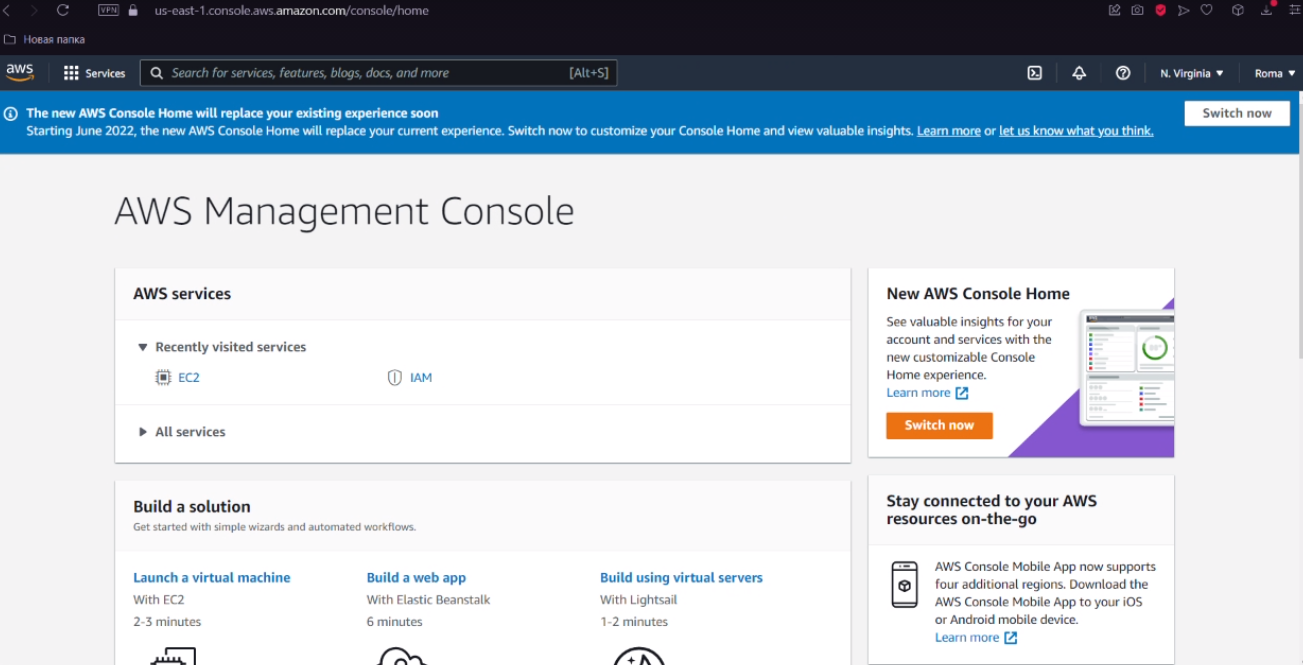 VPN us-east-1.console.aws.amazon.com/console/home
Новая папка
aws Services Search for services, features, blogs, docs, and more [Alt+S] N. Virginia ▼ Roma ▼
The new AWS Console Home will replace your existing experience soon
Starting June 2022, the new AWS Console Home will replace your current experience. Switch now to customize your Console Home and view valuable insights. Learn more or let us know what you think.
Switch now
AWS Management Console
AWS services
▼ Recently visited services
EC2
IAM
▶ All services
New AWS Console Home
See valuable insights for your
account and services with the
new customizable Console
Home experience.
Learn more
Switch now
Build a solution
Get started with simple wizards and automated workflows.
Launch a virtual machine
With EC2
2-3 minutes
Build a web app
With Elastic Beanstalk
6 minutes
Build using virtual servers
With Lightsail
1-2 minutes
Stay connected to your AWS
resources on-the-go
AWS Console Mobile App now supports
four additional regions. Download the
AWS Console Mobile App to your iOS
or Android mobile device.
Learn more